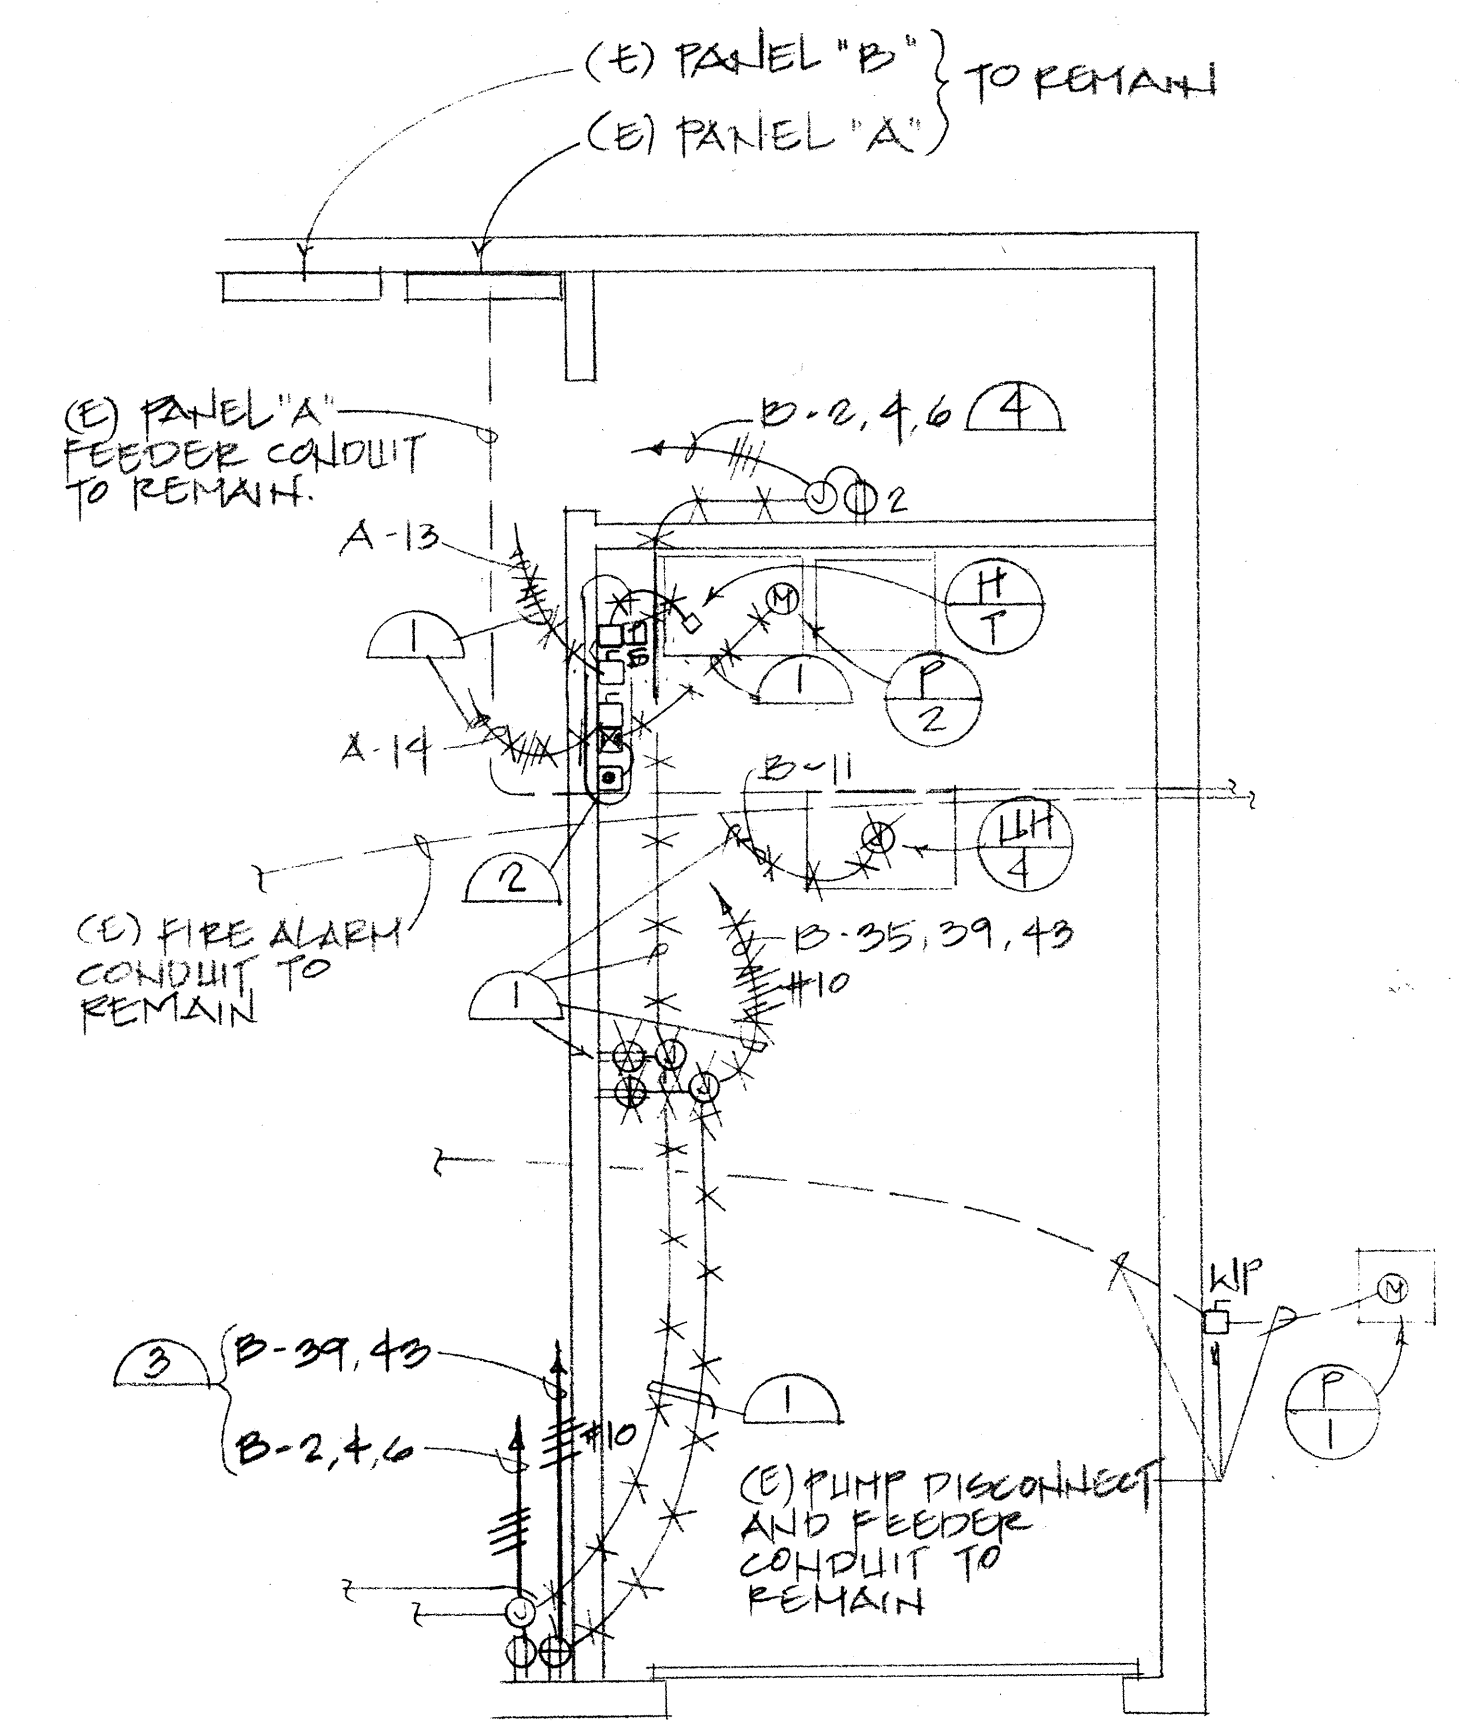 (E) PANEL "B"
(E) PANEL "A"
TO REMAIN
(E) PANEL "A"
FEEDER CONDUIT
TO REMAIN.
B-2, 4, 6
4
J
2
A-13
1
H
T
M
1
P
2
A-14
B-11
UH
4
J
2
(E) FIRE ALARM
CONDUIT TO
REMAIN
B-35, 39, 43
#10
1
J
J
WP
M
3
B-39, 43
B-2, 4, 6
#10
1
P
1
(E) PUMP DISCONNECT
AND FEEDER
CONDUIT TO
REMAIN
J